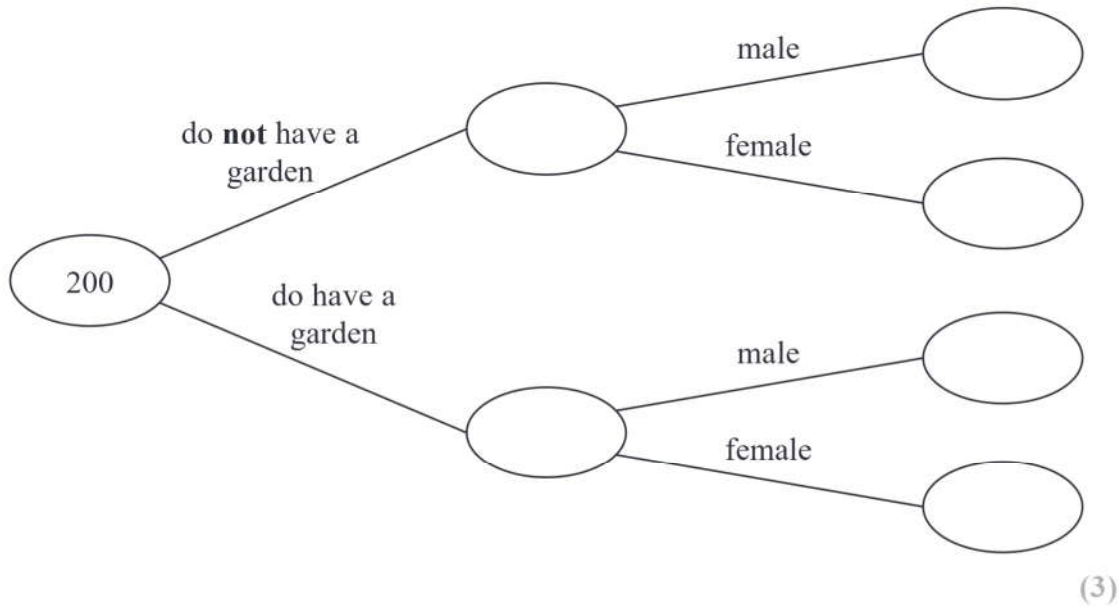 male
do not have a
garden
female
200
do have a
garden
male
female
(3)